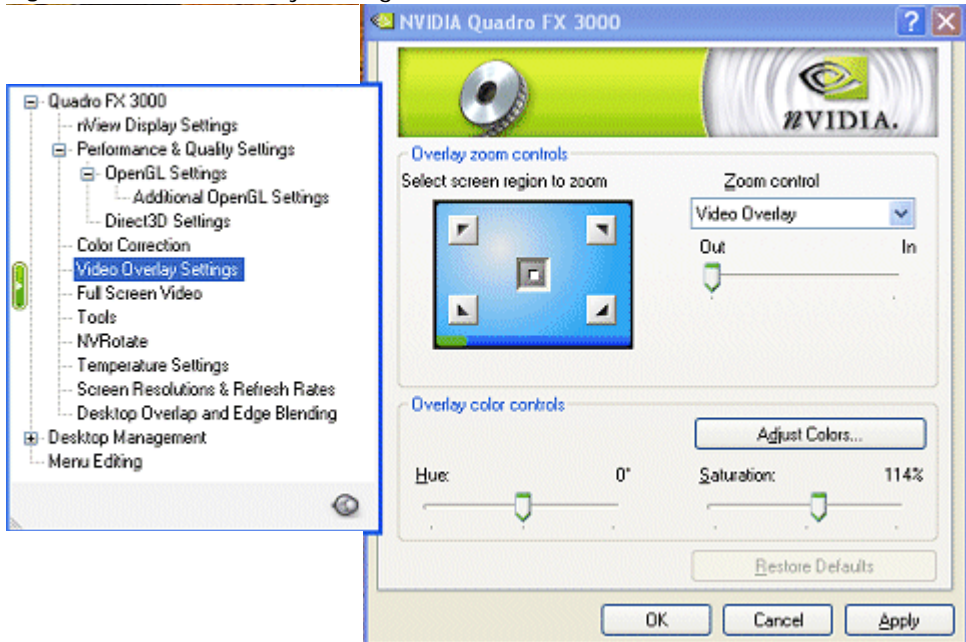 NVIDIA Quadro FX 3000
Quadro FX 3000
nView Display Settings
Performance & Quality Settings
OpenGL Settings
Additional OpenGL Settings
Direct3D Settings
Color Correction
Video Overlay Settings
Full Screen Video
Tools
NVRotate
Temperature Settings
Screen Resolutions & Refresh Rates
Desktop Overlap and Edge Blending
Desktop Management
Menu Editing
nVIDIA.
Overlay zoom controls
Select screen region to zoom
Zoom control
Video Overlay
Out In
Overlay color controls
Adjust Colors...
Hue: 0°
Saturation: 114%
Restore Defaults
OK Cancel Apply